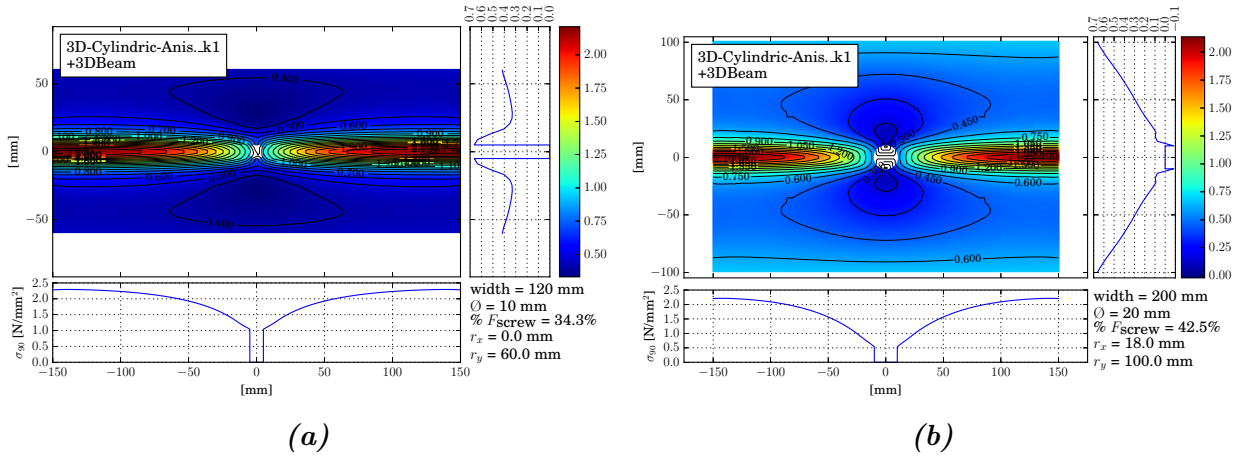 0.7 0.6 0.5 0.4 0.3 0.2 0.1 0.0
3D-Cylindric-Anis._k1
+3DBeam
[mm]
50
0
−50
0.400
0.700
0.600
0.800
0.600
0.700
0.400
2.00
1.75
1.50
1.25
1.00
0.75
0.50
σ90 [N/mm²]
2.5
2.0
1.5
1.0
0.5
0.0
−150 −100 −50 0 50 100 150
[mm]
width = 120 mm
Ø = 10 mm
% Fscrew = 34.3%
rx = 0.0 mm
ry = 60.0 mm
(a)
0.7 0.6 0.5 0.4 0.3 0.2 0.1 0.0 −0.1
3D-Cylindric-Anis._k1
+3DBeam
[mm]
100
50
0
−50
−100
0.450
0.600
0.900
0.750
0.750
0.600
0.450
0.900
0.750
0.600
0.600
2.00
1.75
1.50
1.25
1.00
0.75
0.50
0.25
0.00
σ90 [N/mm²]
2.5
2.0
1.5
1.0
0.5
0.0
−150 −100 −50 0 50 100 150
[mm]
width = 200 mm
Ø = 20 mm
% Fscrew = 42.5%
rx = 18.0 mm
ry = 100.0 mm
(b)